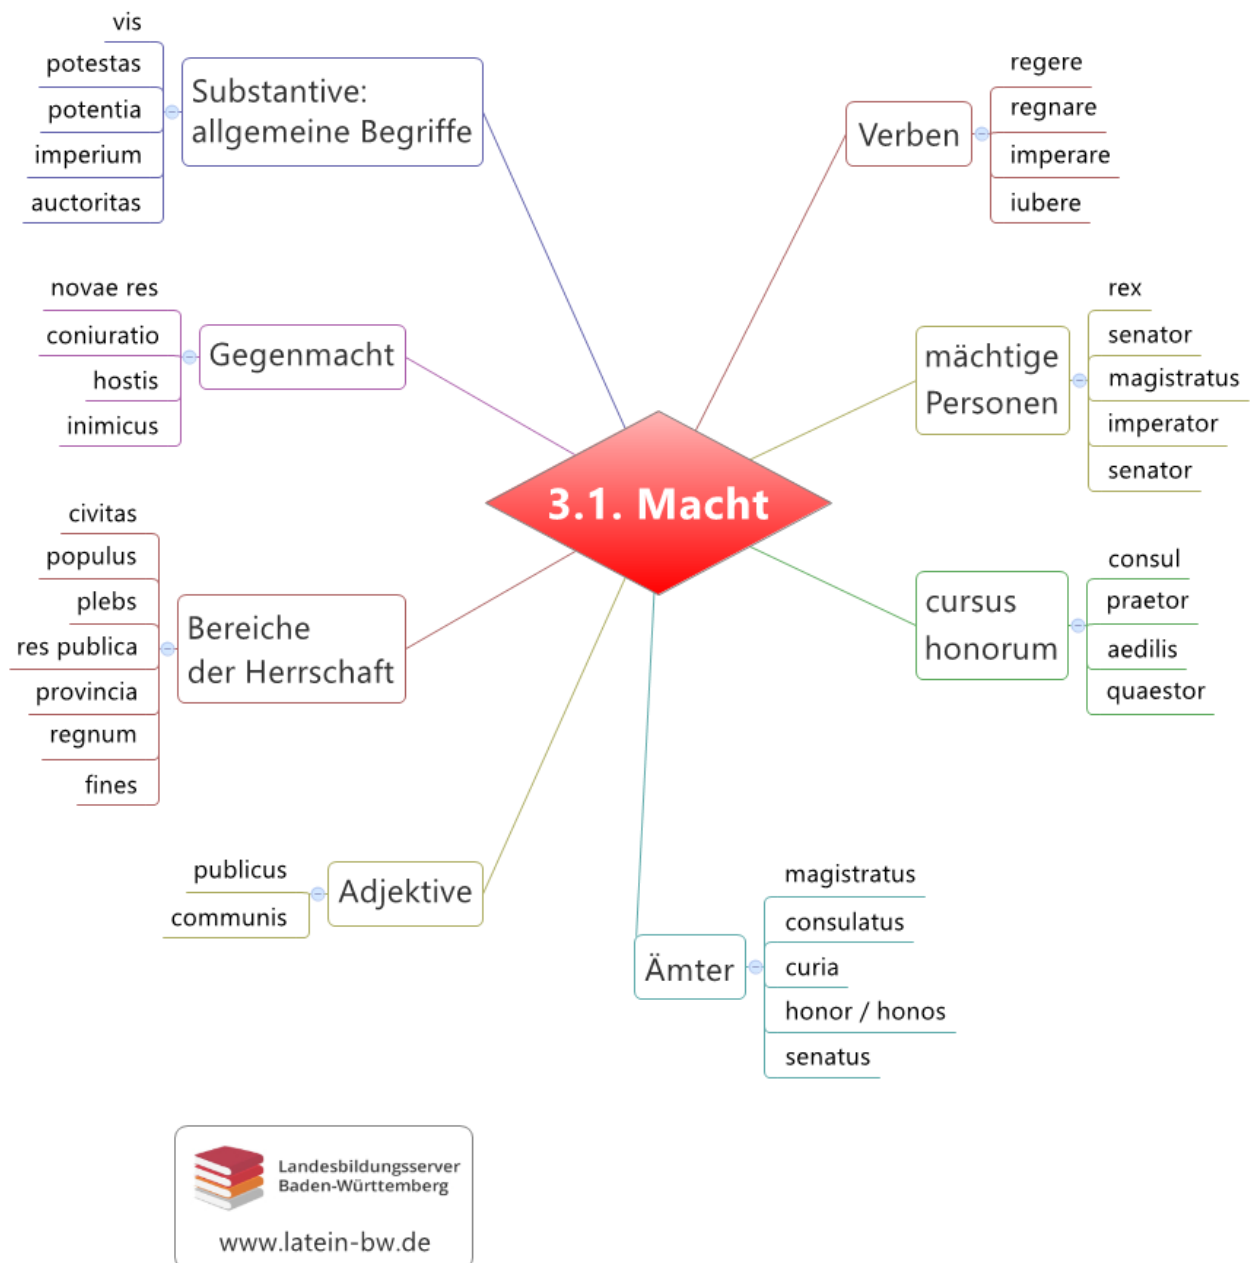 vis
potestas
potentia
imperium
auctoritas
Substantive:
allgemeine Begriffe
Verben
regere
regnare
imperare
iubere
novae res
coniuratio
hostis
inimicus
Gegenmacht
mächtige
Personen
rex
senator
magistratus
imperator
senator
3.1. Macht
civitas
populus
plebs
res publica
provincia
regnum
fines
Bereiche
der Herrschaft
cursus
honorum
consul
praetor
aedilis
quaestor
publicus
communis
Adjektive
Ämter
magistratus
consulatus
curia
honor / honos
senatus
Landesbildungsserver
Baden-Württemberg
www.latein-bw.de